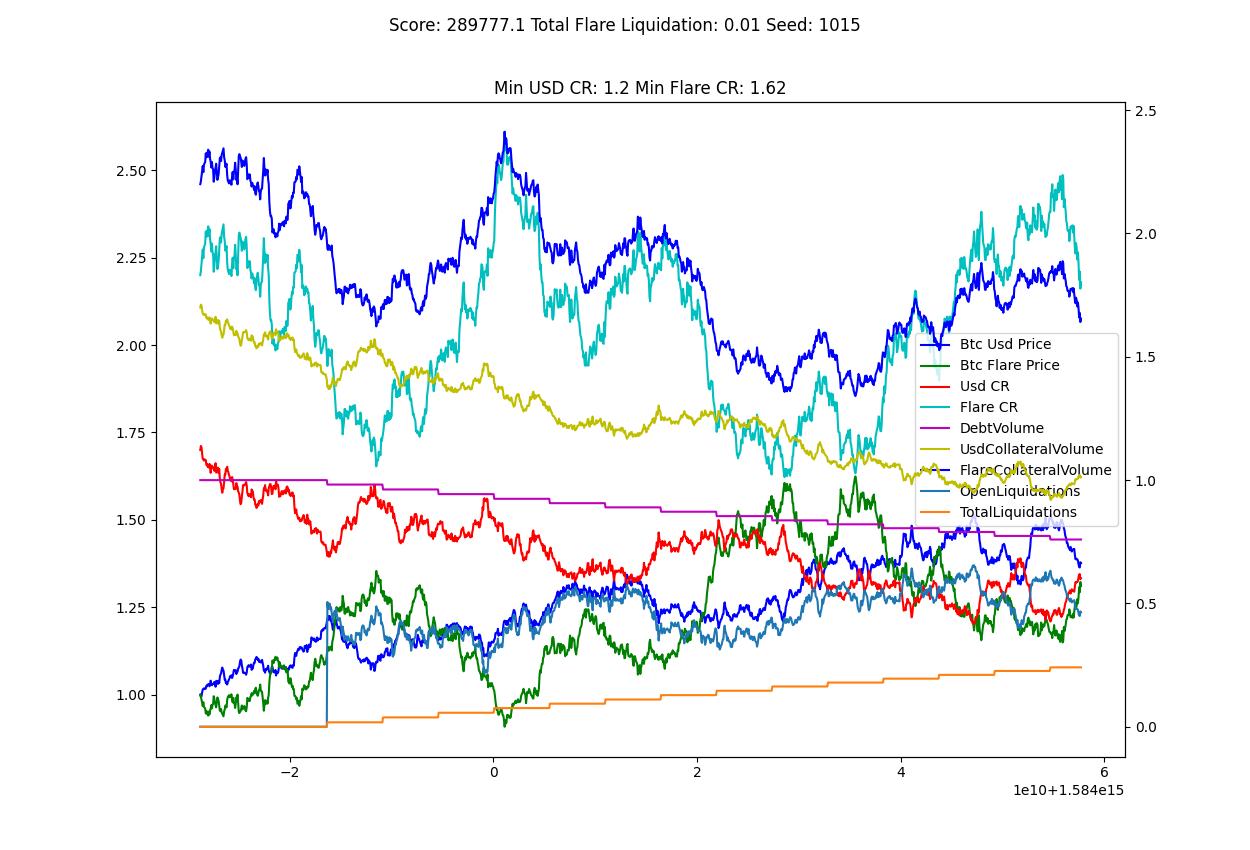 Score: 289777.1 Total Flare Liquidation: 0.01 Seed: 1015
Min USD CR: 1.2 Min Flare CR: 1.62
2.50
2.25
2.00
1.75
1.50
1.25
1.00
2.5
2.0
1.5
1.0
0.5
0.0
Btc Usd Price
Btc Flare Price
Usd CR
Flare CR
DebtVolume
UsdCollateralVolume
FlareCollateralVolume
OpenLiquidations
TotalLiquidations
−2 0 2 4 6
1e10+1.584e15